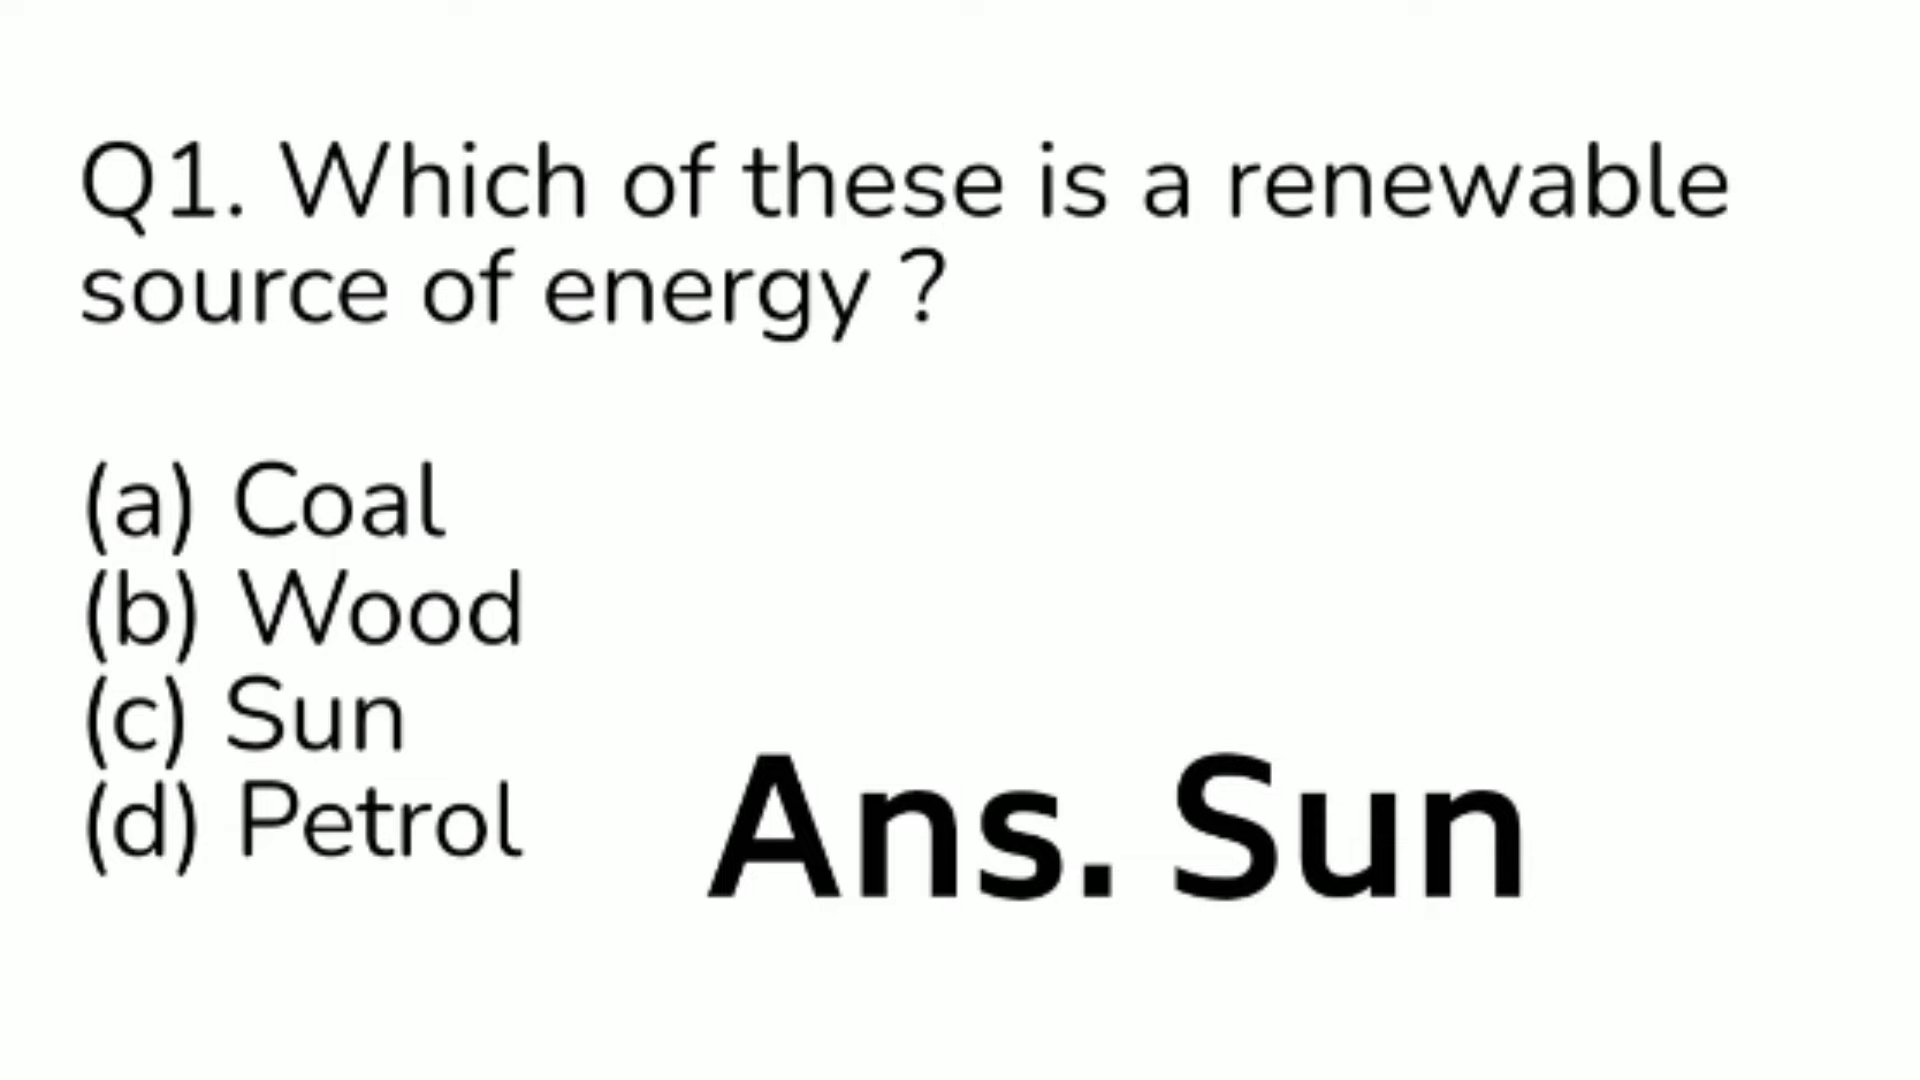 Q1. Which of these is a renewable
source of energy ?
(a) Coal
(b) Wood
(c) Sun
(d) Petrol
Ans. Sun